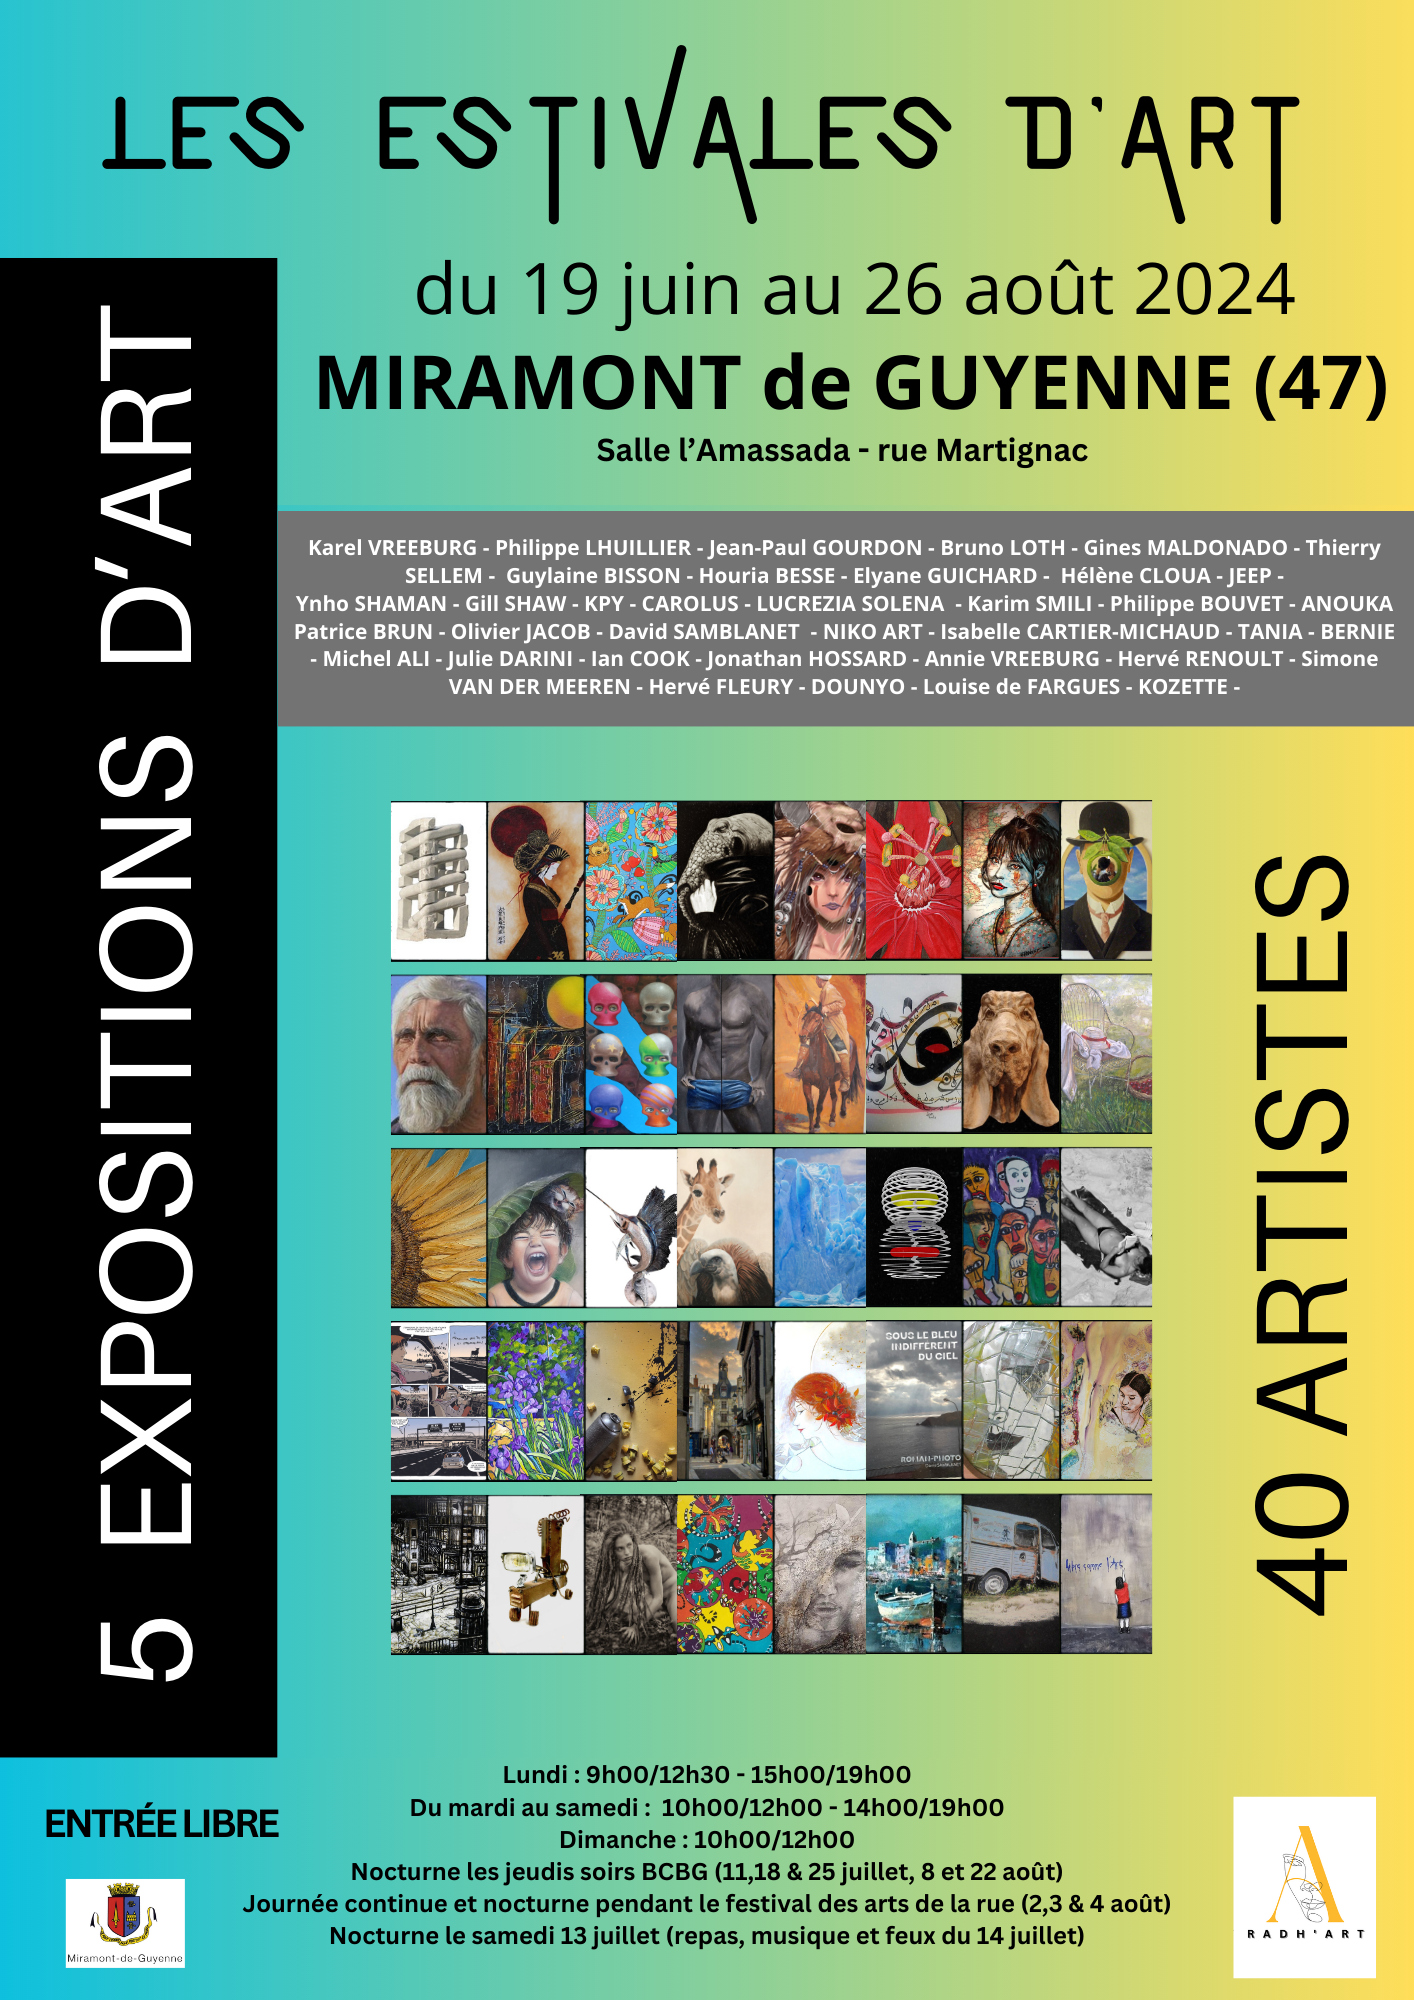 LES ESTIVALES D'ART
du 19 juin au 26 août 2024
MIRAMONT de GUYENNE (47)
Salle l’Amassada - rue Martignac
5 EXPOSITIONS D’ART
Karel VREEBURG - Philippe LHUILLIER - Jean-Paul GOURDON - Bruno LOTH - Gines MALDONADO - Thierry
SELLEM - Guylaine BISSON - Houria BESSE - Elyane GUICHARD - Hélène CLOUA - JEEP -
Ynho SHAMAN - Gill SHAW - KPY - CAROLUS - LUCREZIA SOLENA - Karim SMILI - Philippe BOUVET - ANOUKA
Patrice BRUN - Olivier JACOB - David SAMBLANET - NIKO ART - Isabelle CARTIER-MICHAUD - TANIA - BERNIE
- Michel ALI - Julie DARINI - Ian COOK - Jonathan HOSSARD - Annie VREEBURG - Hervé RENOULT - Simone
VAN DER MEEREN - Hervé FLEURY - DOUNYO - Louise de FARGUES - KOZETTE -
40 ARTISTES
SOUS LE BLEU
INDIFFERENT
DU CIEL
ROMAN-PHOTO
Lundi : 9h00/12h30 - 15h00/19h00
Du mardi au samedi : 10h00/12h00 - 14h00/19h00
Dimanche : 10h00/12h00
Nocturne les jeudis soirs BCBG (11,18 & 25 juillet, 8 et 22 août)
Journée continue et nocturne pendant le festival des arts de la rue (2,3 & 4 août)
Nocturne le samedi 13 juillet (repas, musique et feux du 14 juillet)
ENTRÉE LIBRE
Miramont-de-Guyenne
A
RADH'ART